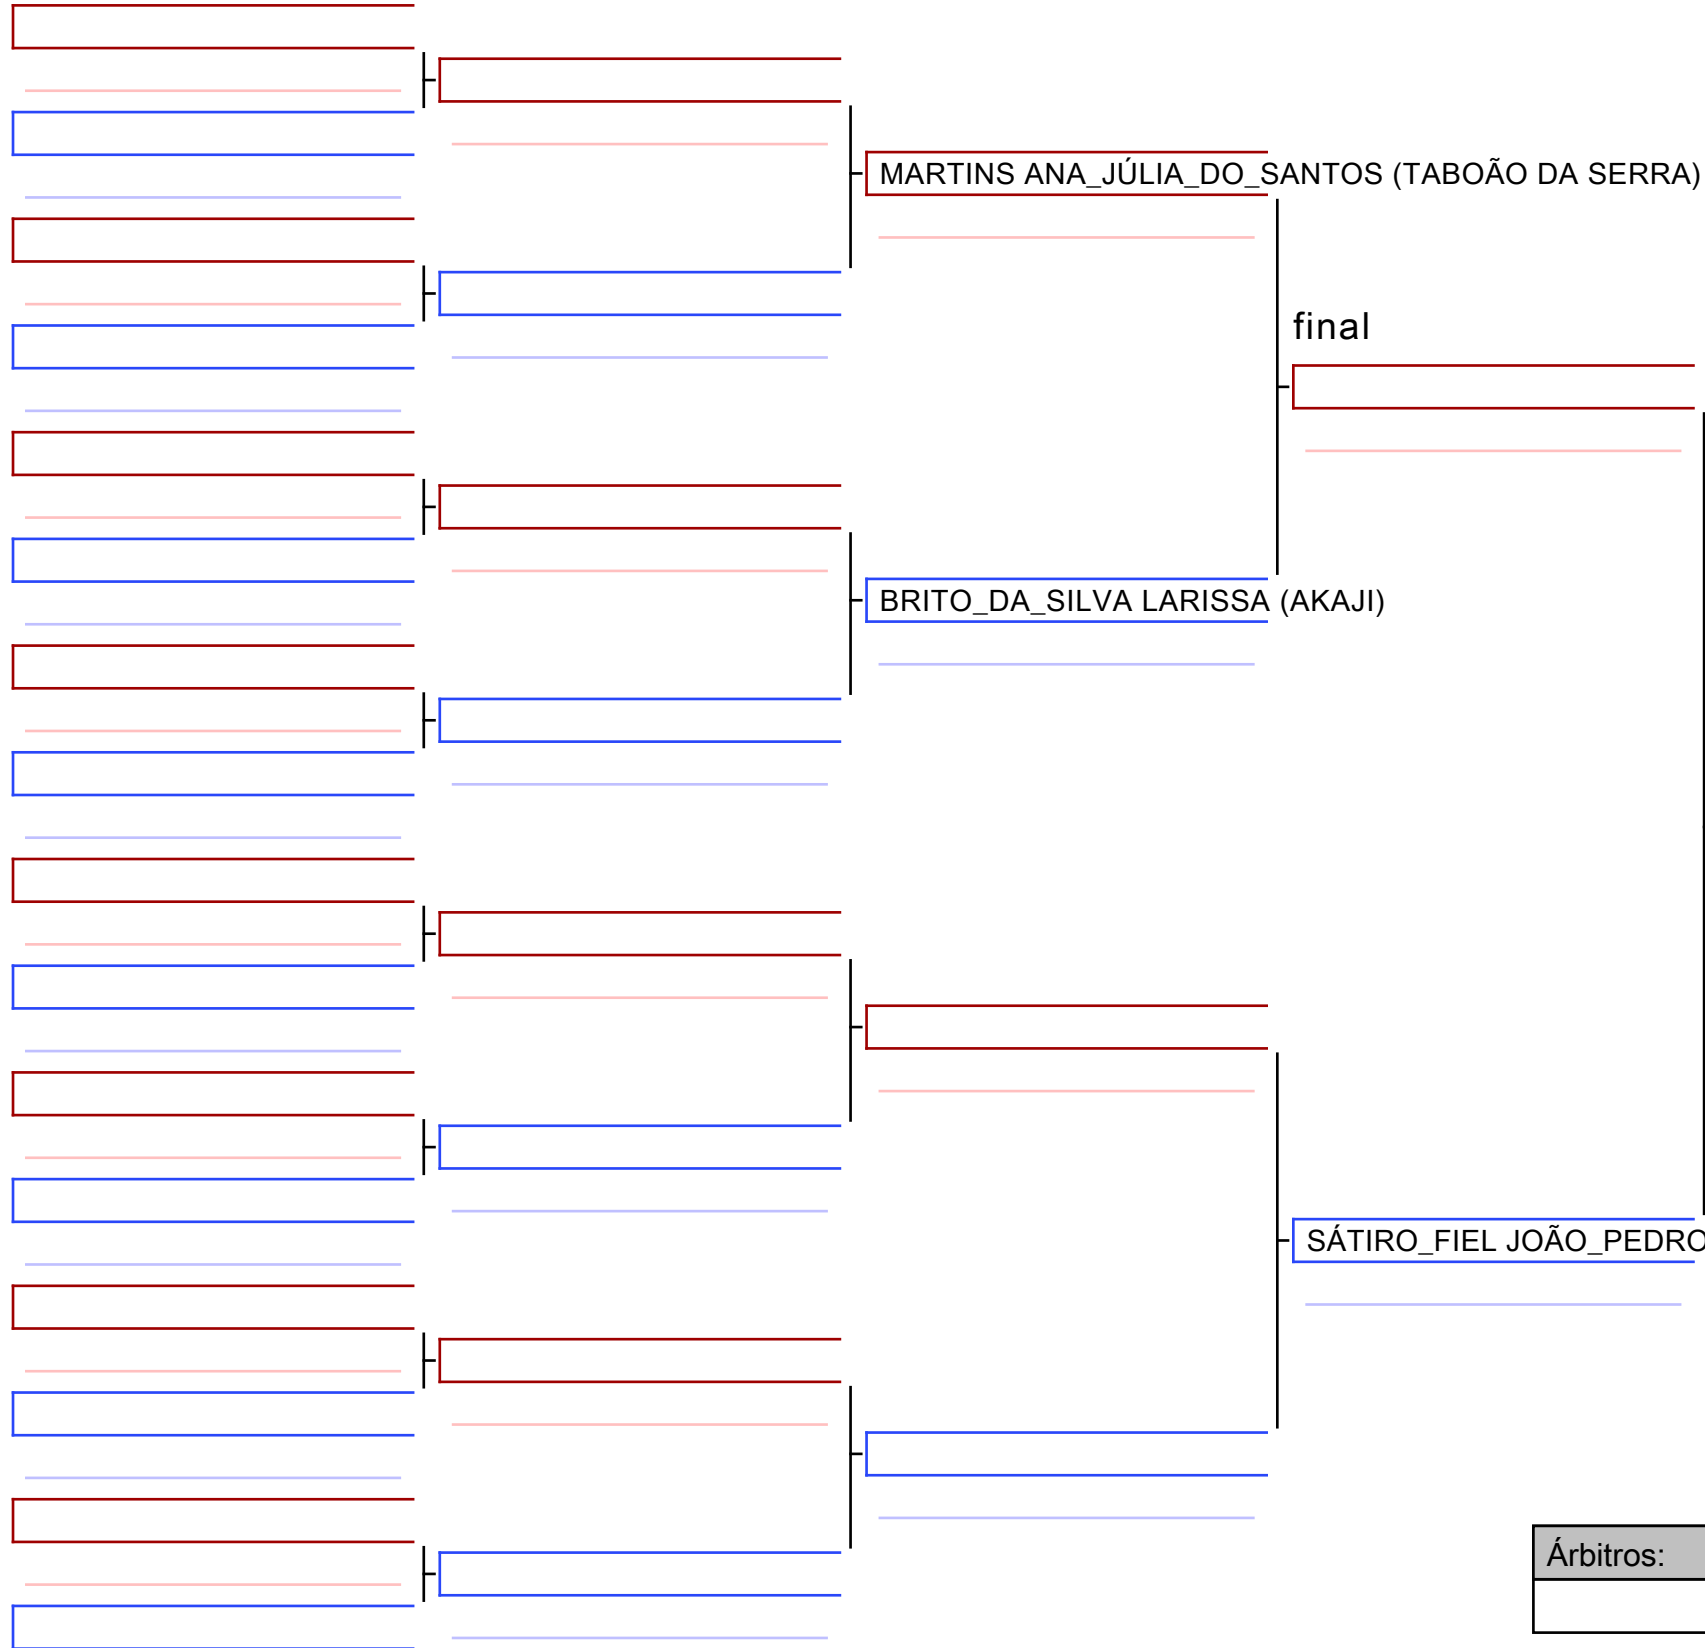 MARTINS ANA_JÚLIA_DO_SANTOS (TABOÃO DA SERRA)
final
BRITO_DA_SILVA LARISSA (AKAJI)
SÁTIRO_FIEL JOÃO_PEDRO
Árbitros: